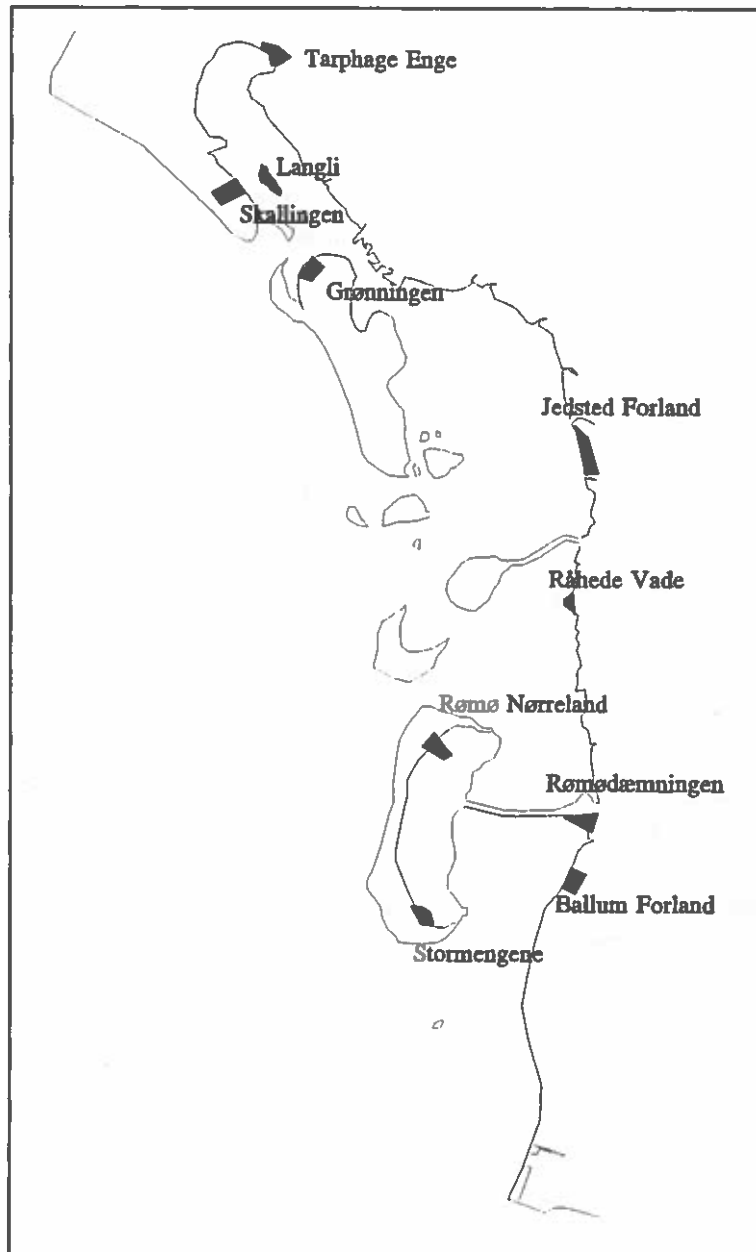 Tarphage Enge
Langli
Skallingen
Grønningen
Jedsted Forland
Råhede Vade
Rømø Nørreland
Rømødæmningen
Ballum Forland
Stormengene